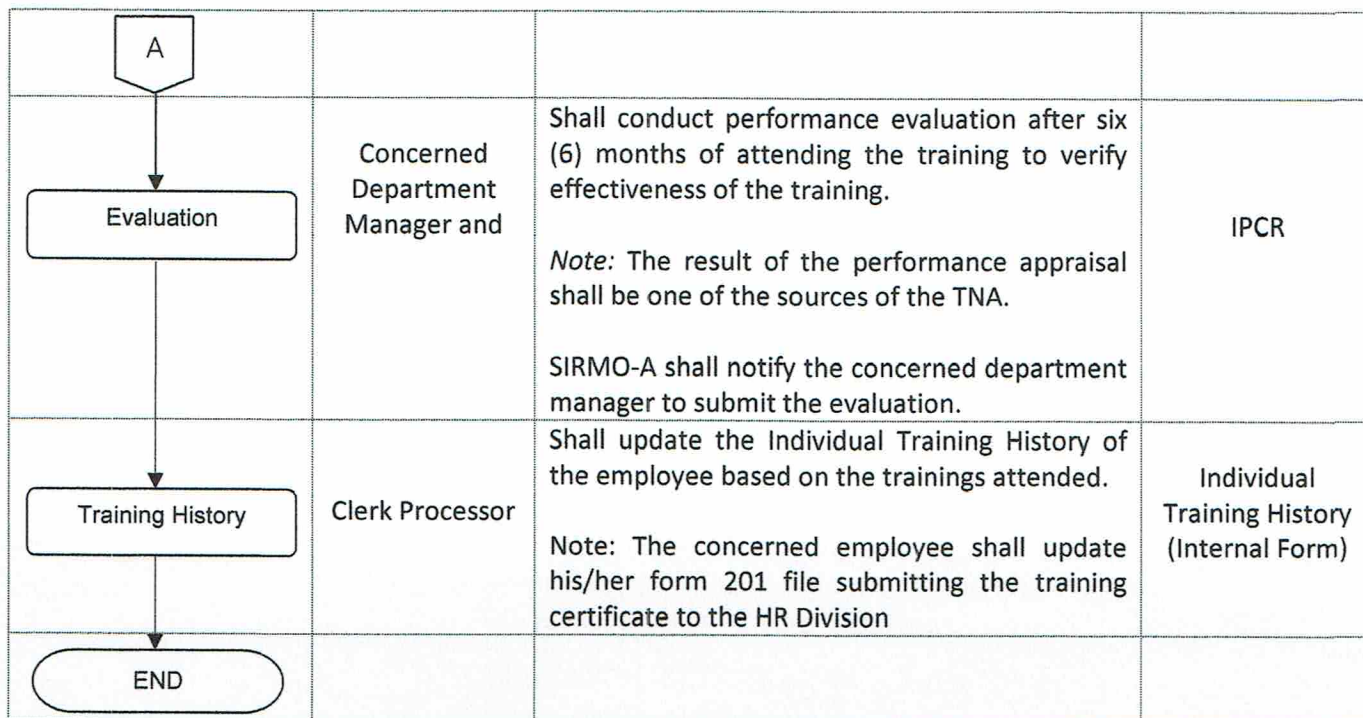 A
Evaluation
Concerned
Department
Manager and
Shall conduct performance evaluation after six
(6) months of attending the training to verify
effectiveness of the training.
Note: The result of the performance appraisal
shall be one of the sources of the TNA.
SIRMO-A shall notify the concerned department
manager to submit the evaluation.
IPCR
Training History
Clerk Processor
Shall update the Individual Training History of
the employee based on the trainings attended.
Note: The concerned employee shall update
his/her form 201 file submitting the training
certificate to the HR Division
Individual
Training History
(Internal Form)
END